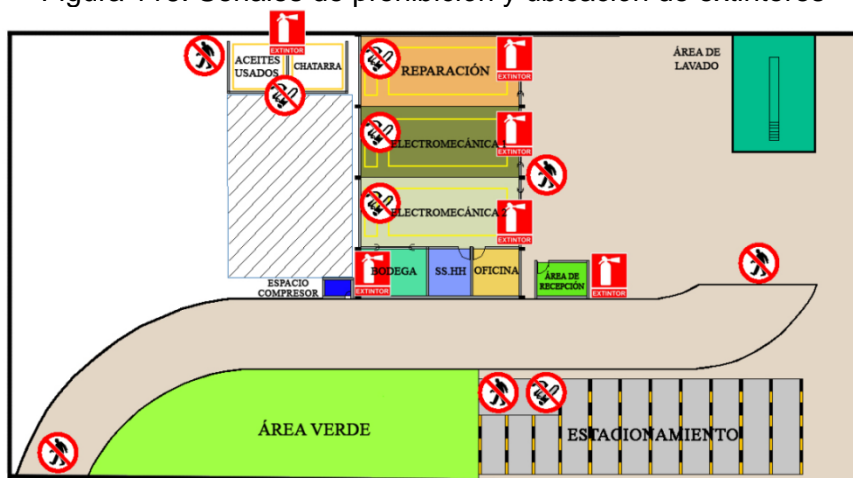 Figura
Señales de prohibición y ubicación de extintores
EXTINTOR
ACEITES
USADOS
CHATARRA
REPARACIÓN
EXTINTOR
ÁREA DE
LAVADO
ELECTROMECÁNICA
EXTINTOR
ELECTROMECÁNICA 2
EXTINTOR
BODEGA
EXTINTOR
SS.HH
OFICINA
ÁREA DE
RECEPCIÓN
EXTINTOR
ESPACIO
COMPRESOR
ÁREA VERDE
ESTACIONAMIENTO